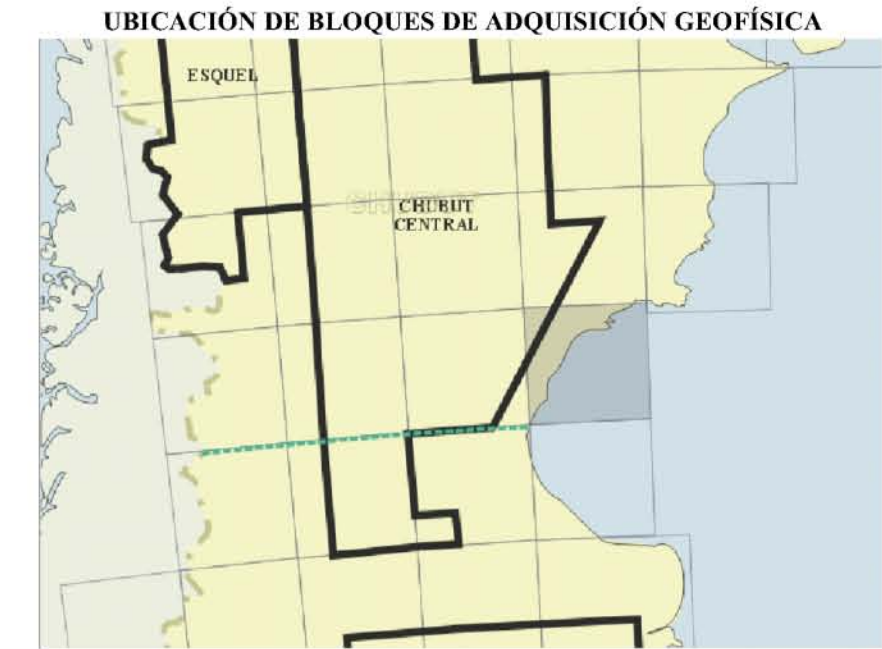 UBICACIÓN DE BLOQUES DE ADQUISICIÓN GEOFÍSICA
ESQUEL
CHUBUT
CENTRAL